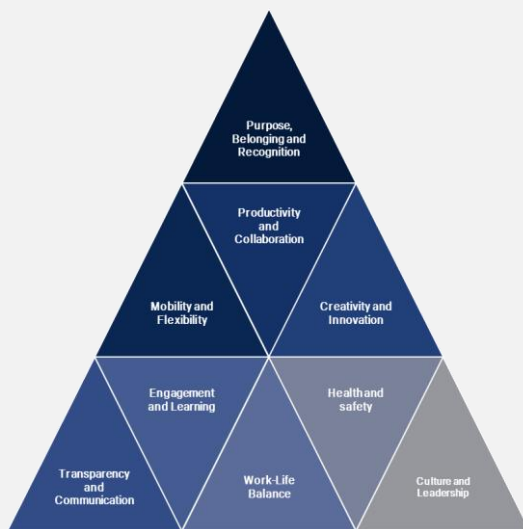 Purpose,
Belonging and
Recognition
Productivity
and
Collaboration
Mobility and
Flexibility
Creativity and
Innovation
Engagement
and Learning
Health and
safety
Transparency
and
Communication
Work-Life
Balance
Culture and
Leadership